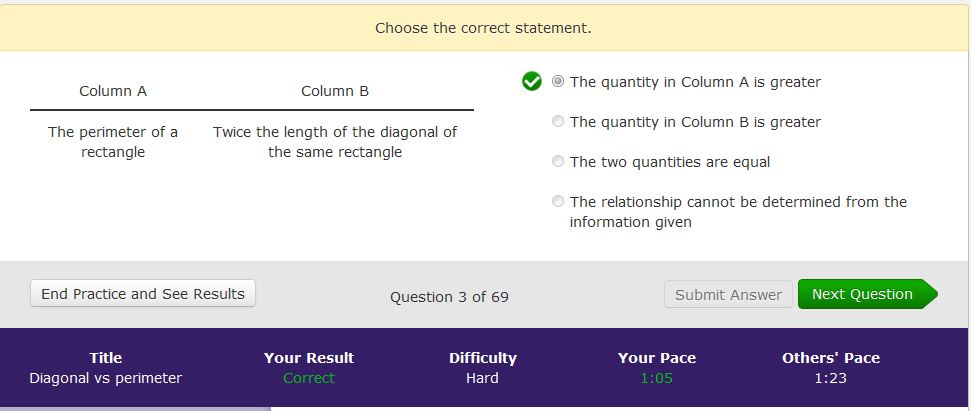 Choose the correct statement.
Column A
Column B
The perimeter of a
rectangle
Twice the length of the diagonal of
the same rectangle
The quantity in Column A is greater
The quantity in Column B is greater
The two quantities are equal
The relationship cannot be determined from the
information given
End Practice and See Results
Question 3 of 69
Submit Answer
Next Question
Title
Your Result
Difficulty
Your Pace
Others' Pace
Diagonal vs perimeter
Correct
Hard
1:05
1:23